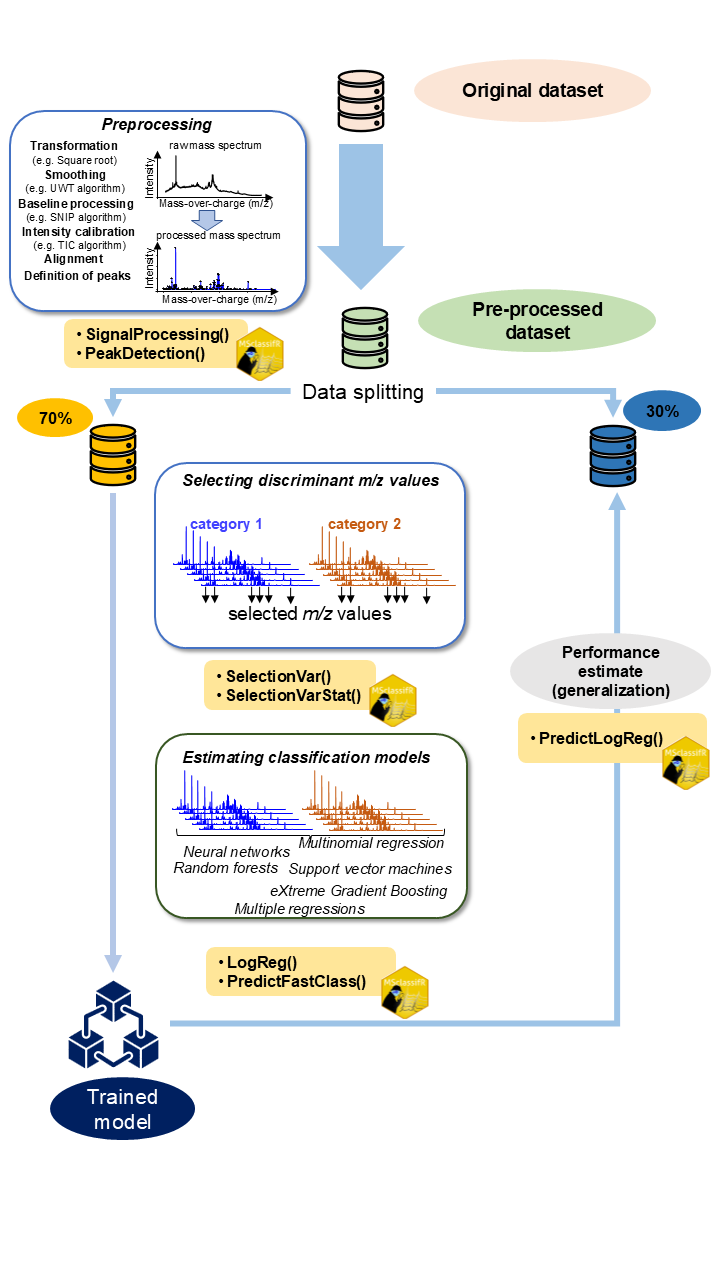 Original dataset
Preprocessing
Transformation
(e.g. Square root)
Smoothing
(e.g. UWT algorithm)
Baseline processing
(e.g. SNIP algorithm)
Intensity calibration
(e.g. TIC algorithm)
Alignment
Definition of peaks
raw mass spectrum
Intensity
Mass-over-charge (m/z)
processed mass spectrum
Intensity
Mass-over-charge (m/z)
Pre-processed
dataset
• SignalProcessing()
• PeakDetection()
MSclassifR
Data splitting
70%
30%
Selecting discriminant m/z values
category 1
category 2
selected m/z values
• SelectionVar()
• SelectionVarStat()
MSclassifR
Performance
estimate
(generalization)
• PredictLogReg()
MSclassifR
Estimating classification models
Multinomial regression
Neural networks
Random forests
Support vector machines
eXtreme Gradient Boosting
Multiple regressions
• LogReg()
• PredictFastClass()
MSclassifR
Trained
model